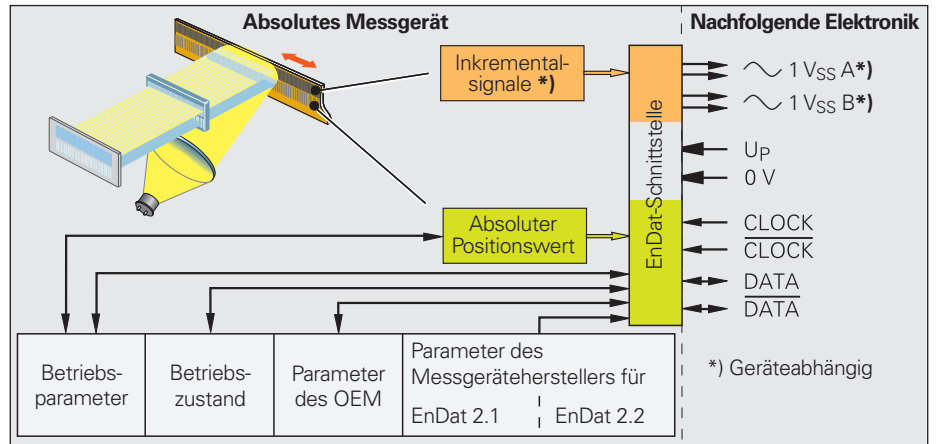 Absolutes Messgerät
Nachfolgende Elektronik
Inkremental-
signale *)
EnDat-Schnittstelle
1 VSS A*)
1 VSS B*)
UP
0 V
Absoluter
Positionswert
CLOCK
CLOCK
DATA
DATA
Betriebs-
parameter
Betriebs-
zustand
Parameter
des OEM
Parameter des
Messgeräteherstellers für
EnDat 2.1
EnDat 2.2
*) Geräteabhängig